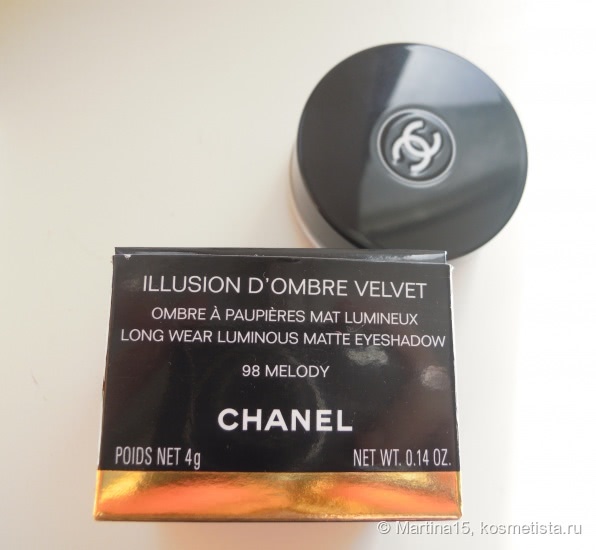 ILLUSION D'OMBRE VELVET
OMBRE À PAUPIÈRES MAT LUMINEUX
LONG WEAR LUMINOUS MATTE EYESHADOW
98 MELODY
CHANEL
POIDS NET 4g NET WT. 0.14 OZ.
© Martina15, kosmetista.ru